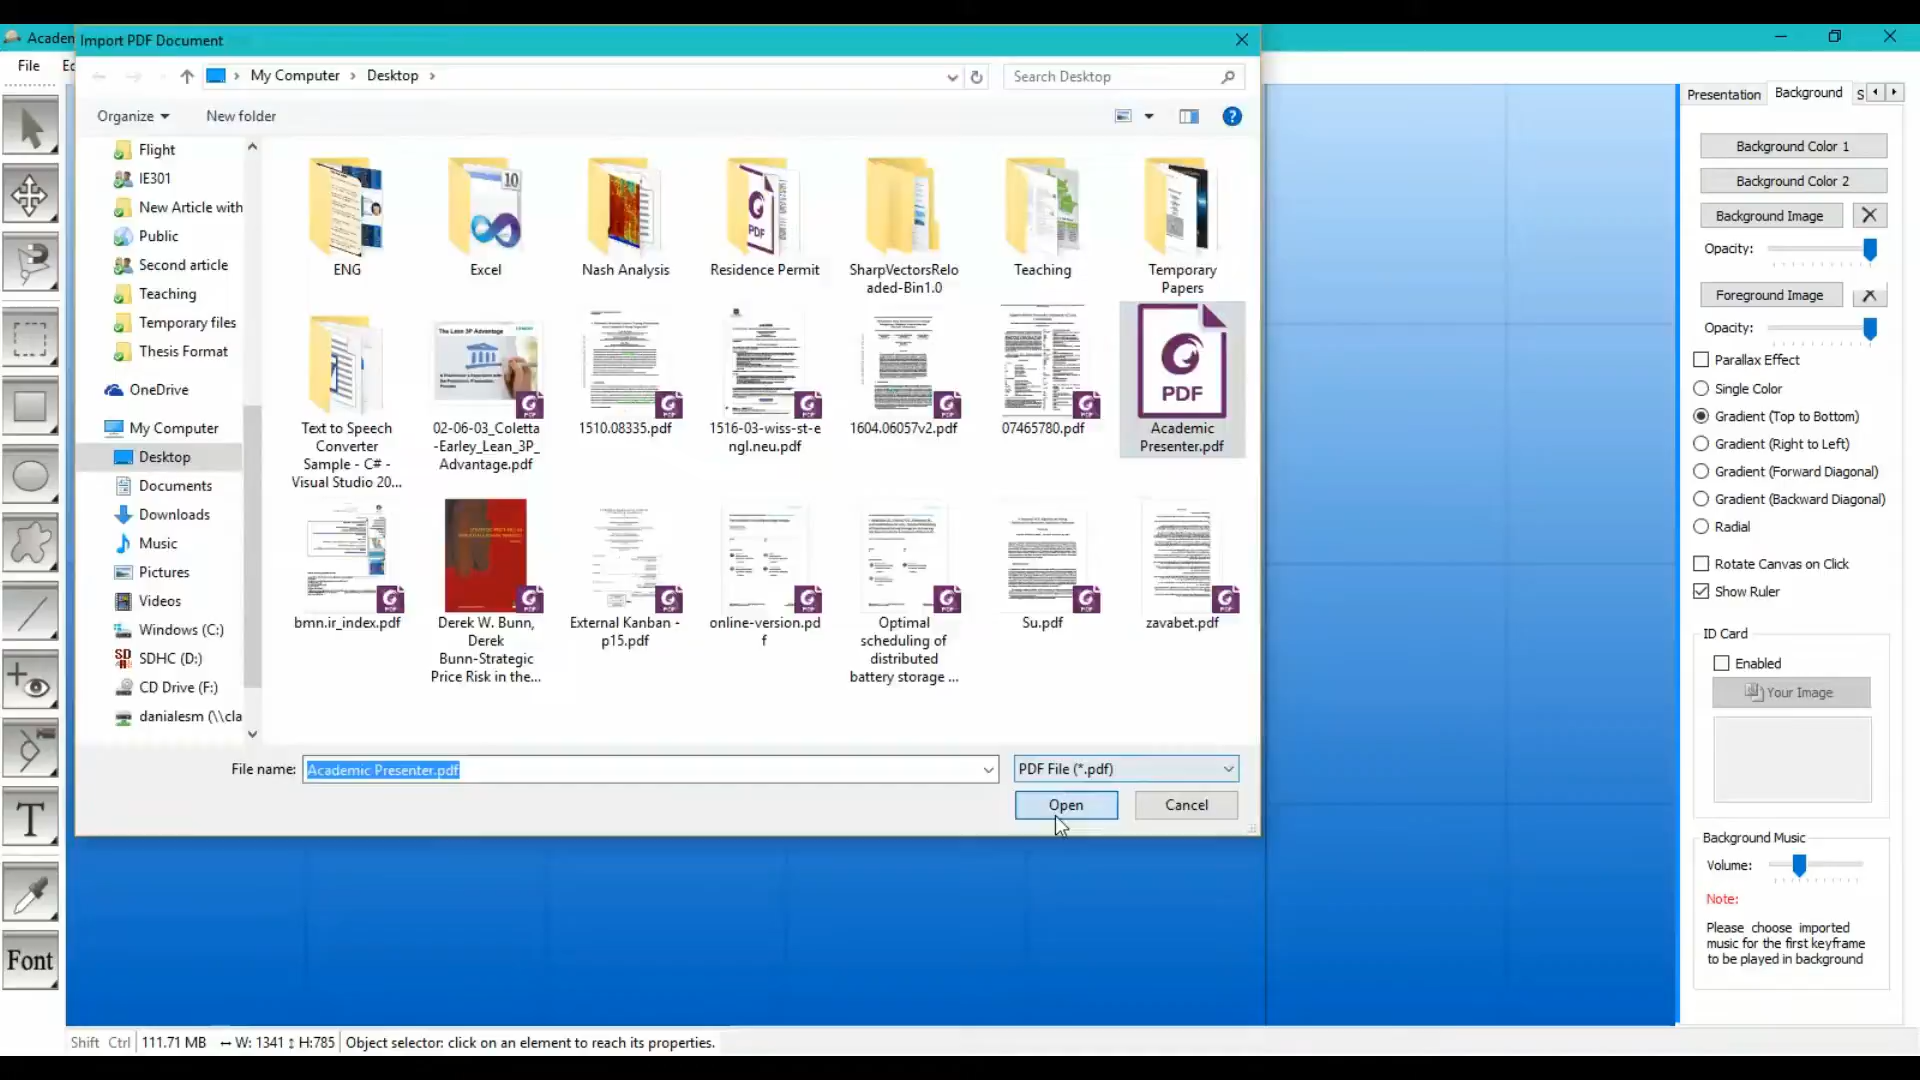 Academ
Import PDF Document
File
My Computer
Desktop
Search Desktop
Organize
New folder
Flight
IE301
New Article with
Public
Second article
Teaching
Temporary files
Thesis Format
OneDrive
My Computer
Desktop
Documents
Downloads
Music
Pictures
Videos
Windows (C:)
SDHC (D:)
CD Drive (F:)
danialesm (\\cla
ENG
10
Excel
Nash Analysis
PDF
Residence Permit
SharpVectorsRelo
aded-Bin1.0
Teaching
Temporary
Papers
Text to Speech
Converter
Sample - C# -
Visual Studio 20...
The Lean 3P Advantage
02-06-03_Coletta
-Earley_Lean_3P_
Advantage.pdf
1510.08335.pdf
1516-03-wiss-st-e
ngl.neu.pdf
1604.06057v2.pdf
07465780.pdf
PDF
Academic
Presenter.pdf
bmn.ir_index.pdf
Derek W. Bunn,
Derek
Bunn-Strategic
Price Risk in the...
External Kanban -
p15.pdf
online-version.pd
f
Optimal
scheduling of
distributed
battery storage ...
Su.pdf
zavabet.pdf
File name:
Academic Presenter.pdf
PDF File (*.pdf)
Open
Cancel
T
Font
Presentation
Background
S
Background Color 1
Background Color 2
Background Image
Opacity:
Foreground Image
Opacity:
Parallax Effect
Single Color
Gradient (Top to Bottom)
Gradient (Right to Left)
Gradient (Forward Diagonal)
Gradient (Backward Diagonal)
Radial
Rotate Canvas on Click
Show Ruler
ID Card
Enabled
Your Image
Background Music
Volume:
Note:
Please choose imported
music for the first keyframe
to be played in background
Shift Ctrl 111.71 MB W: 1341 H:785 Object selector: click on an element to reach its properties.